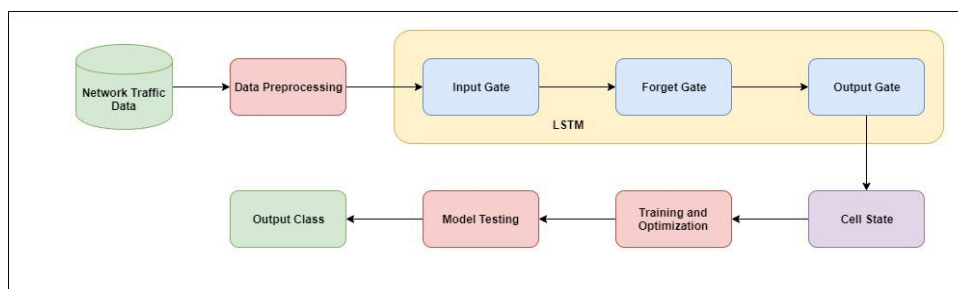 Network Traffic
Data
Data Preprocessing
Input Gate
Forget Gate
Output Gate
LSTM
Output Class
Model Testing
Training and
Optimization
Cell State